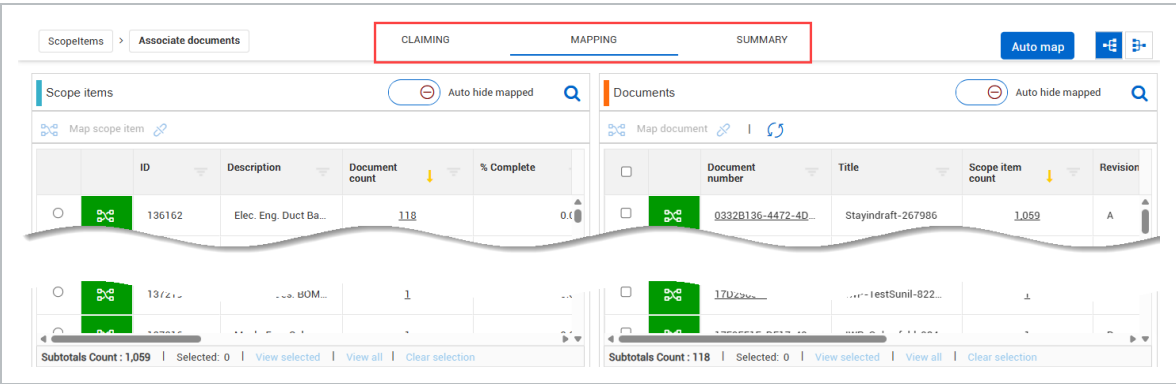 ScopeItems > Associate documents
CLAIMING MAPPING SUMMARY
Auto map
Scope items
Auto hide mapped
Map scope item
ID Description Document count % Complete
136162 Elec. Eng. Duct Ba... 118
BOM... 1
Subtotals Count : 1,059 | Selected: 0 | View selected | View all | Clear selection
Documents
Auto hide mapped
Map document
Document number Title Scope item count Revision
0332B136-4472-4D... Stayindraft-267986 1,059 A
TestSunil-822... 1
Subtotals Count : 118 | Selected: 0 | View selected | View all | Clear selection